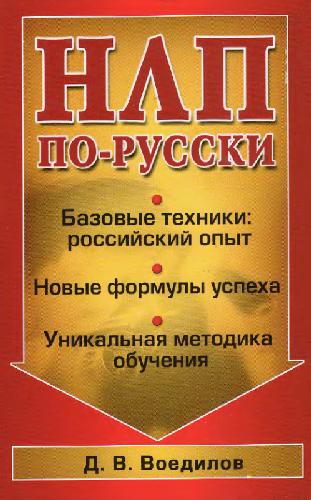 НЛП
ПО-РУССКИ
• Базовые техники:
российский опыт
• Новые формулы успеха
• Уникальная методика
обучения
Д. В. Воедилов